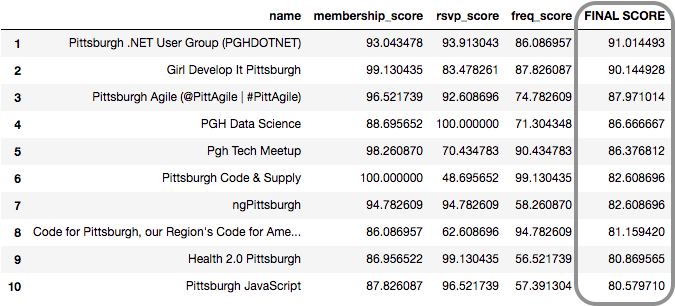 name membership_score rsvp_score freq_score FINAL SCORE
1 Pittsburgh .NET User Group (PGHDOTNET) 93.043478 93.913043 86.086957 91.014493
2 Girl Develop It Pittsburgh 99.130435 83.478261 87.826087 90.144928
3 Pittsburgh Agile (@PittAgile | #PittAgile) 96.521739 92.608696 74.782609 87.971014
4 PGH Data Science 88.695652 100.000000 71.304348 86.666667
5 Pgh Tech Meetup 98.260870 70.434783 90.434783 86.376812
6 Pittsburgh Code & Supply 100.000000 48.695652 99.130435 82.608696
7 ngPittsburgh 94.782609 94.782609 58.260870 82.608696
8 Code for Pittsburgh, our Region's Code for Ame... 86.086957 62.608696 94.782609 81.159420
9 Health 2.0 Pittsburgh 86.956522 99.130435 56.521739 80.869565
10 Pittsburgh JavaScript 87.826087 96.521739 57.391304 80.579710